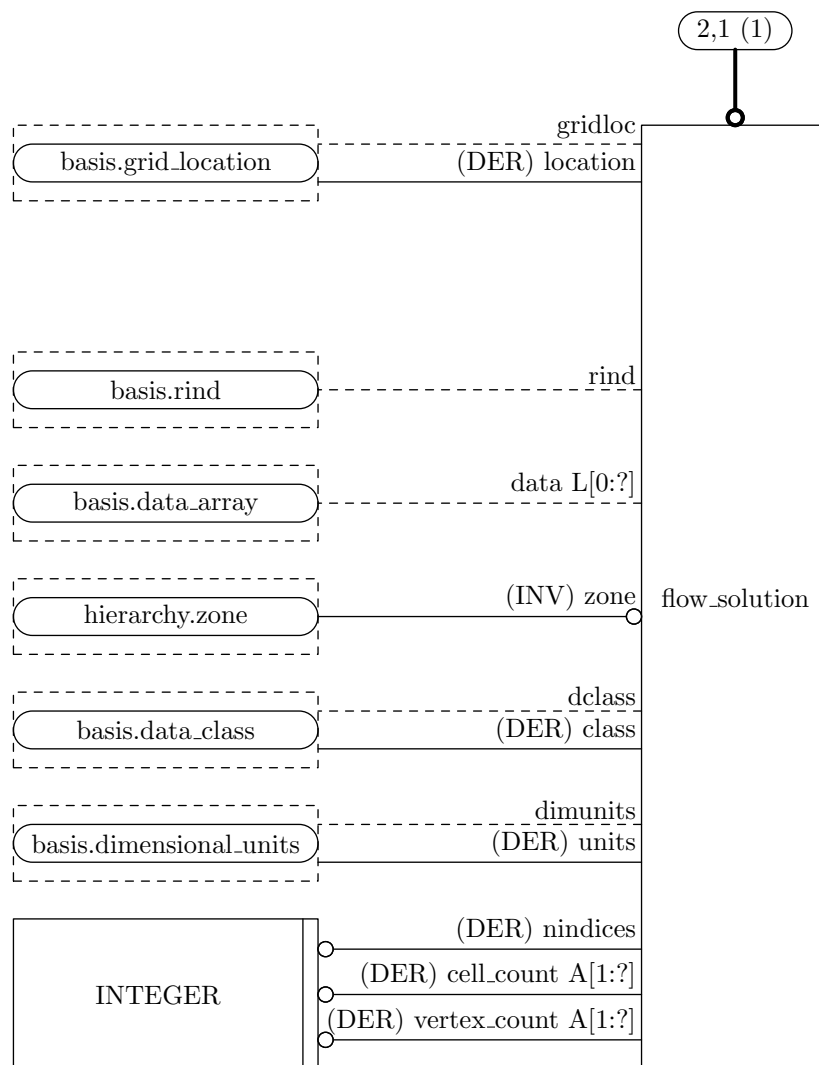 2,1 (1)
gridloc
basis.grid_location
(DER) location
rind
basis.rind
data L[0:?]
basis.data_array
(INV) zone
hierarchy.zone
flow_solution
dclass
basis.data_class
(DER) class
dimunits
basis.dimensional_units
(DER) units
(DER) nindices
(DER) cell_count A[1:?]
INTEGER
(DER) vertex_count A[1:?]